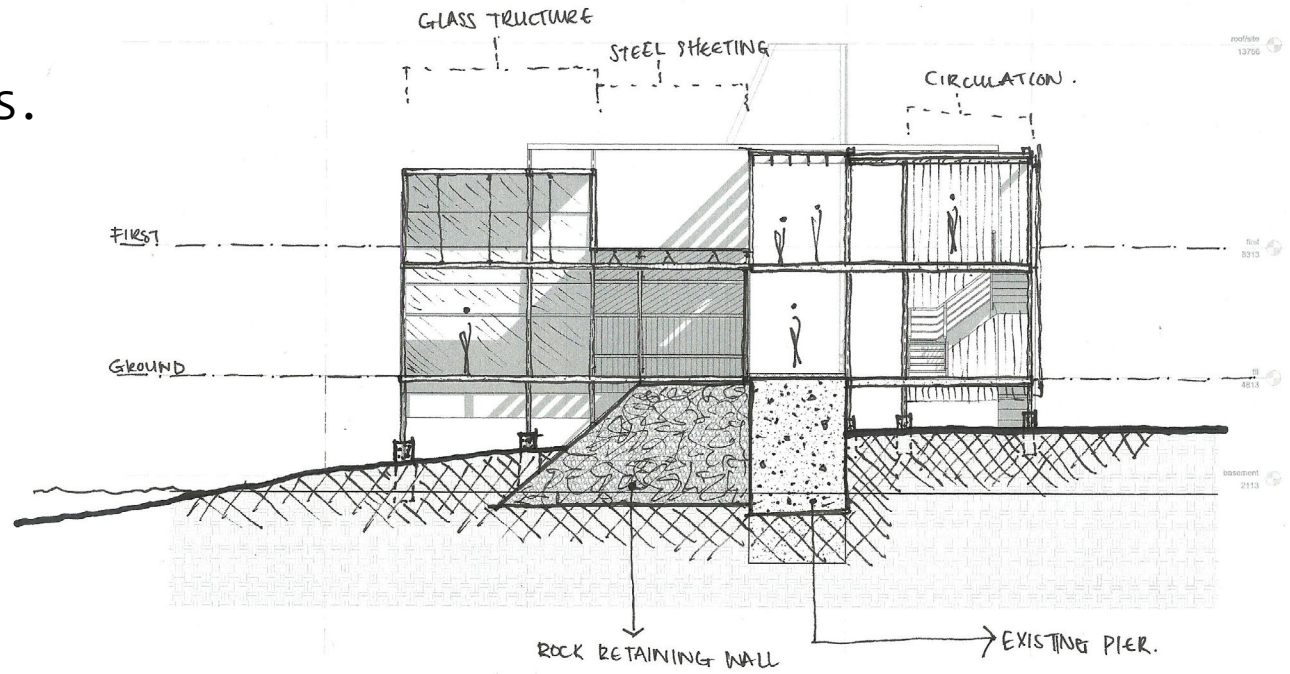 GLASS TRUCTURE
STEEL SHEETING
CIRCULATION.
roof/site
13756
s.
FIRST
first
8313
GROUND
4813
basement
2113
ROCK RETAINING WALL
EXISTING PIER.